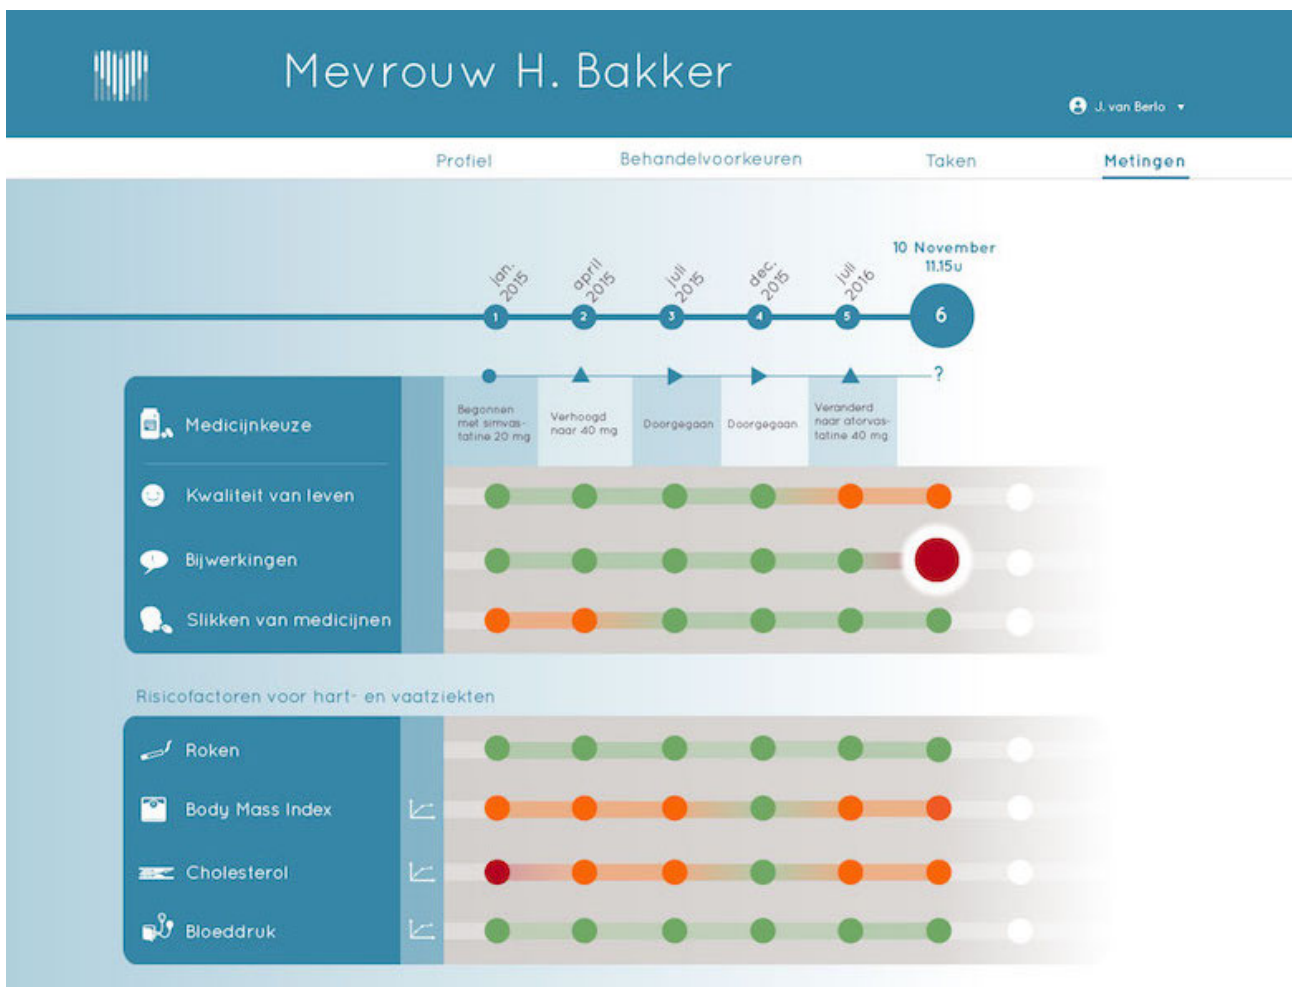 Mevrouw H. Bakker
J. van Berlo
Profiel Behandelvoorkeuren Taken Metingen
10 November
11.15u
jan.
2015
april
2015
juli
2015
dec.
2015
juli
2016
1 2 3 4 5 6
?
Medicijnkeuze
Begonnen
met simvas-
tatine 20 mg
Verhoogd
naar 40 mg
Doorgegaan
Doorgegaan
Veranderd
naar atorvas-
tatine 40 mg
Kwaliteit van leven
Bijwerkingen
Slikken van medicijnen
Risicofactoren voor hart- en vaatziekten
Roken
Body Mass Index
Cholesterol
Bloeddruk